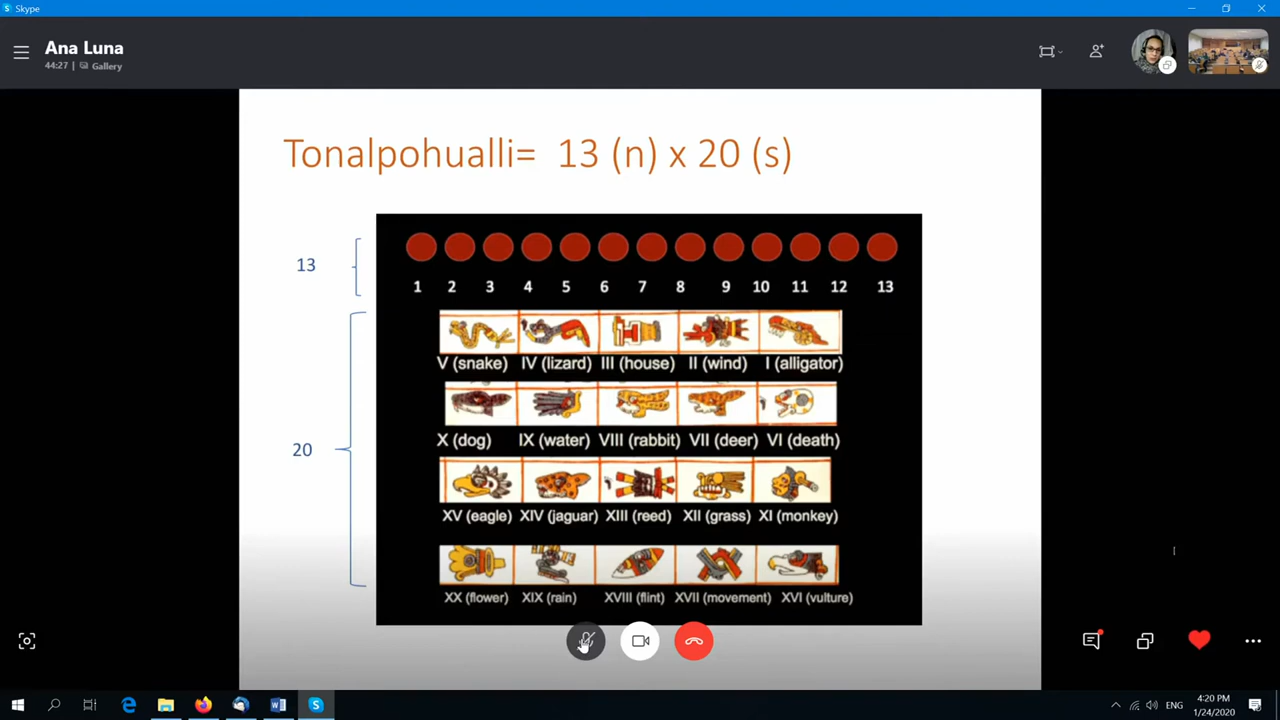 Skype
Ana Luna
44:27 | Gallery
Tonalpohualli= 13 (n) x 20 (s)
13
1 2 3 4 5 6 7 8 9 10 11 12 13
V (snake) IV (lizard) III (house) II (wind) I (alligator)
20
X (dog) IX (water) VIII (rabbit) VII (deer) VI (death)
XV (eagle) XIV (jaguar) XIII (reed) XII (grass) XI (monkey)
XX (flower) XIX (rain) XVIII (flint) XVII (movement) XVI (vulture)
ENG
4:20 PM
1/24/2020